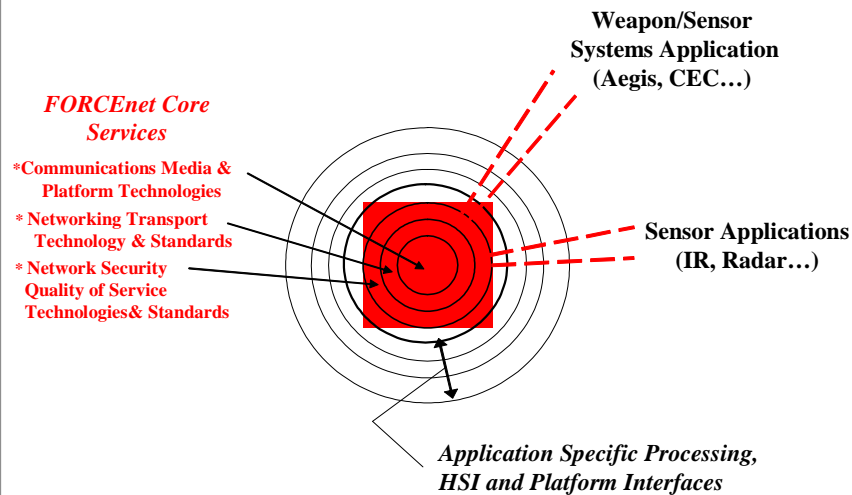 Weapon/Sensor
Systems Application
(Aegis, CEC…)
FORCEnet Core
Services
*Communications Media &
Platform Technologies
* Networking Transport
Technology & Standards
* Network Security
Quality of Service
Technologies& Standards
Sensor Applications
(IR, Radar…)
Application Specific Processing,
HSI and Platform Interfaces